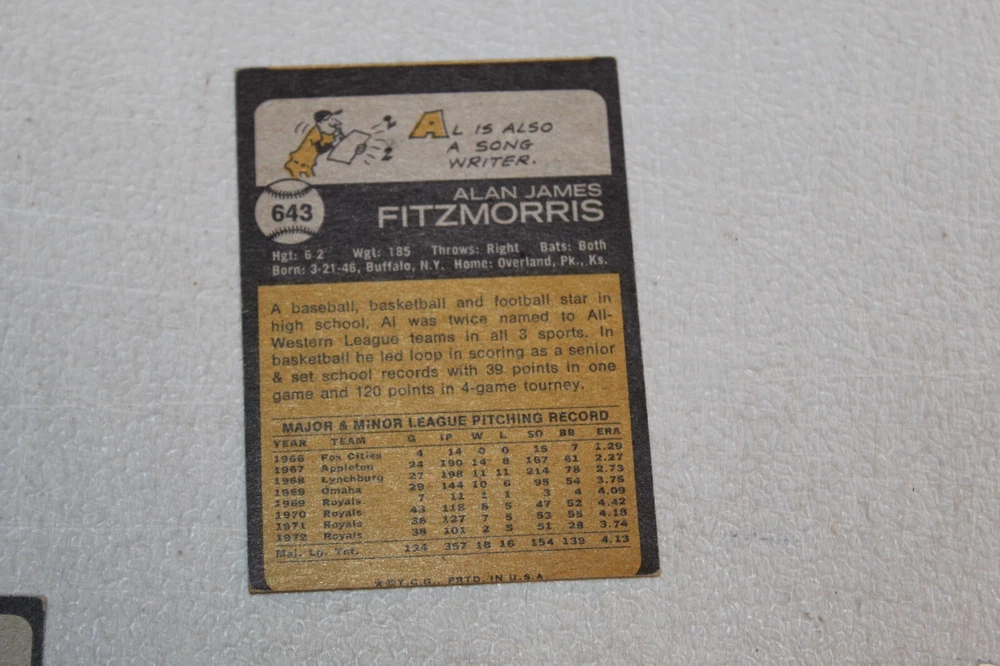 AL IS ALSO
A SONG
WRITER.
643
ALAN JAMES
FITZMORRIS
Hgt: 6 2" Wgt: 185 Throws: Right Bats: Both
Born: 3-21-46, Buffalo, N.Y. Home: Overland, Pk., Ks.
A baseball, basketball and football star in
high school, Al was twice named to All-
Western League teams in all 3 sports. In
basketball he led loop in scoring as a senior
& set school records with 39 points in one
game and 120 points in 4-game tourney.
MAJOR & MINOR LEAGUE PITCHING RECORD
YEAR TEAM G IP W L SO BB ERA
1966 Fox Cities 4 14 0 0 15 7 1.29
1967 Appleton 24 190 14 8 167 61 2.27
1968 Lynchburg 27 198 11 11 214 78 2.73
1969 Omaha 29 144 10 6 95 54 3.75
1969 Royals 7 11 1 1 3 4 4.09
1970 Royals 43 118 8 5 47 52 4.42
1971 Royals 36 127 7 5 53 55 4.18
1972 Royals 38 101 2 5 51 28 3.74
Maj. Lg. Tot. 124 357 18 16 154 139 4.13
©T.C.G. PRTD. IN U.S.A.